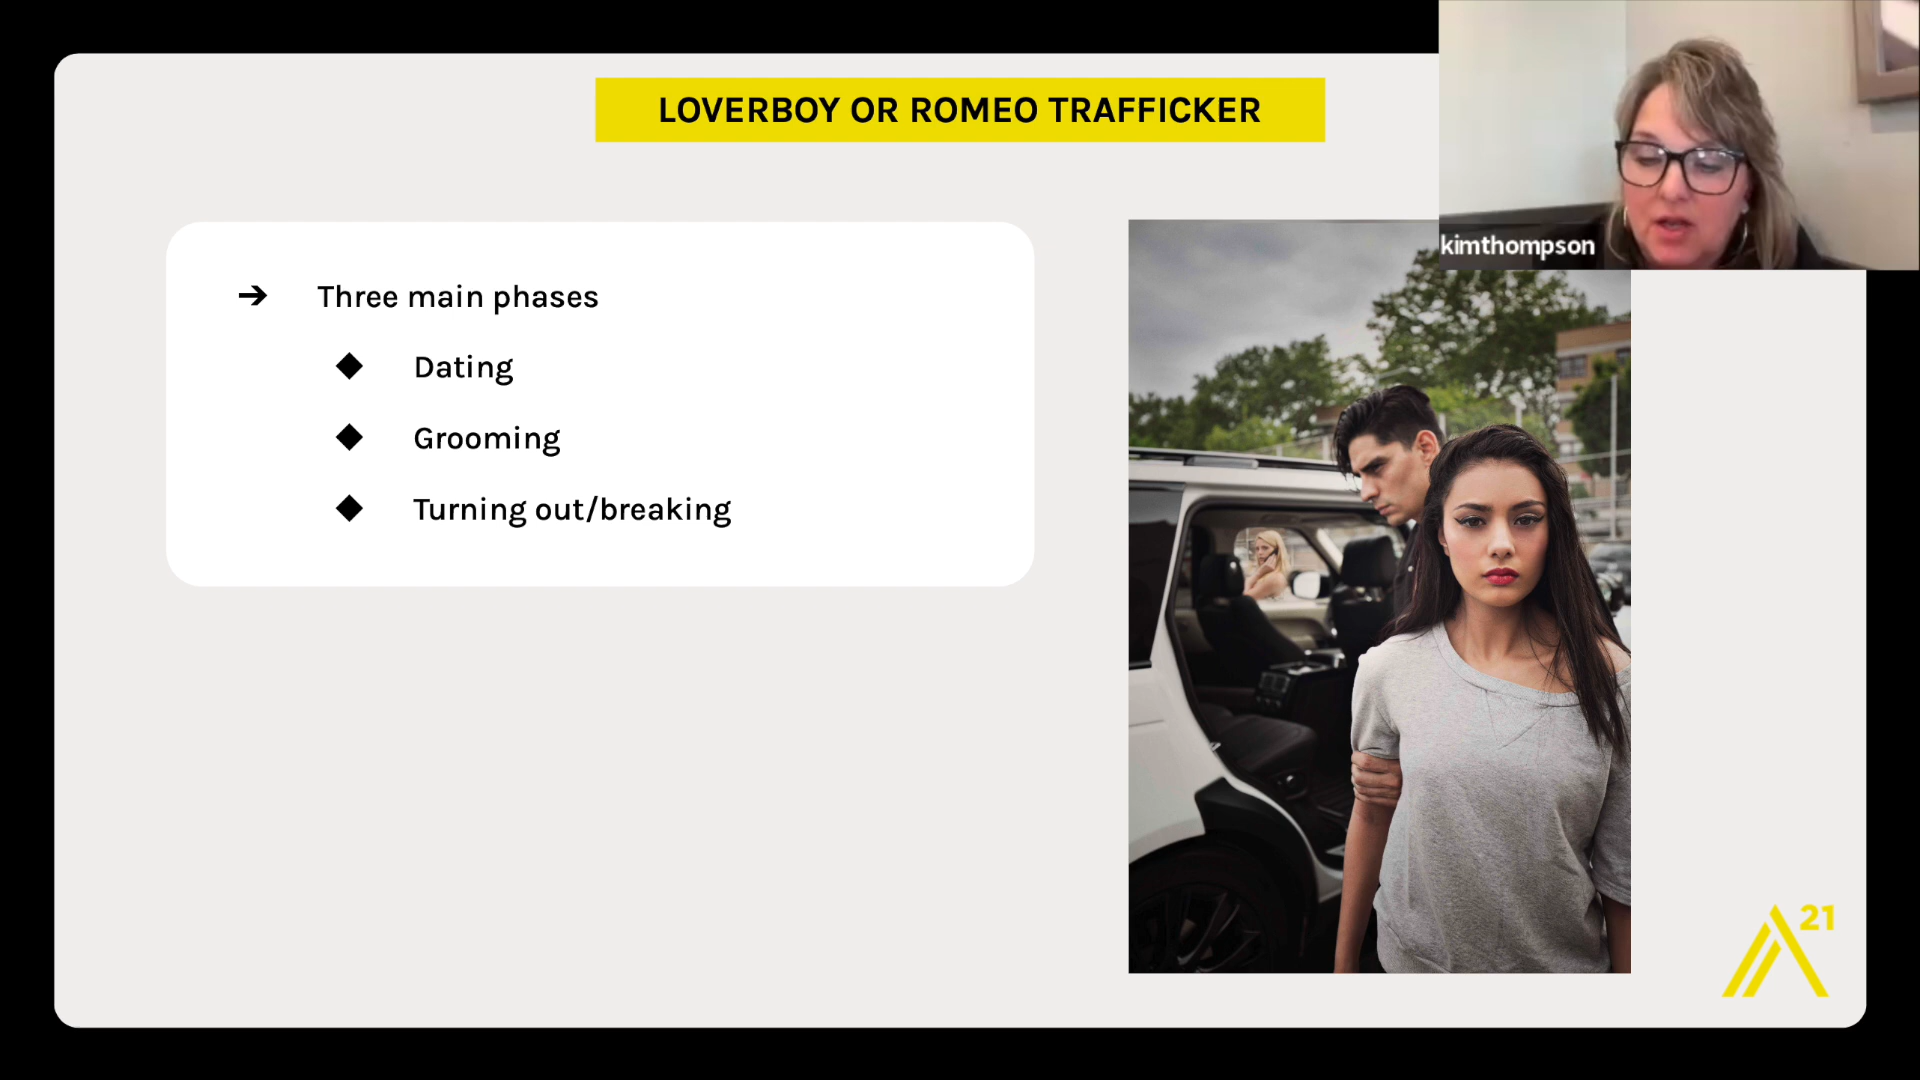 LOVERBOY OR ROMEO TRAFFICKER
kimthompson
➔ Three main phases
◆ Dating
◆ Grooming
◆ Turning out/breaking
21